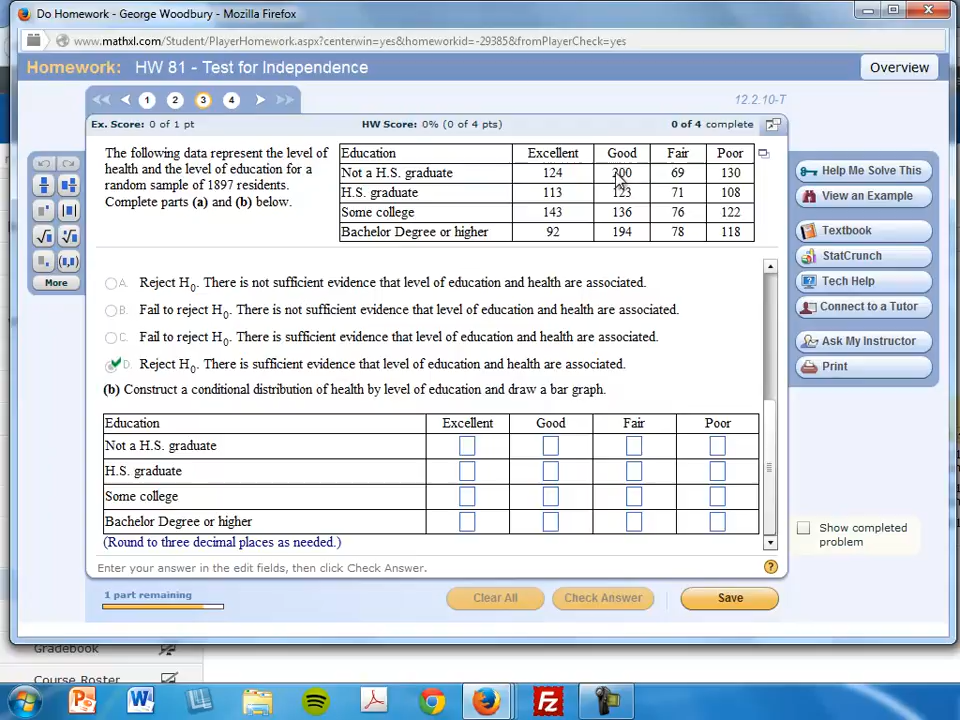 Do Homework - George Woodbury - Mozilla Firefox
www.mathxl.com/Student/PlayerHomework.aspx?centerwin=yes&homeworkid=-29385&fromPlayerCheck=yes
Homework: HW 81 - Test for Independence
Overview
1 2 3 4
12.2.10-T
Ex. Score: 0 of 1 pt HW Score: 0% (0 of 4 pts) 0 of 4 complete
The following data represent the level of
health and the level of education for a
random sample of 1897 residents.
Complete parts (a) and (b) below.
Education Excellent Good Fair Poor
Not a H.S. graduate 124 200 69 130
H.S. graduate 113 123 71 108
Some college 143 136 76 122
Bachelor Degree or higher 92 194 78 118
More
A. Reject H0. There is not sufficient evidence that level of education and health are associated.
B. Fail to reject H0. There is not sufficient evidence that level of education and health are associated.
C. Fail to reject H0. There is sufficient evidence that level of education and health are associated.
D. Reject H0. There is sufficient evidence that level of education and health are associated.
(b) Construct a conditional distribution of health by level of education and draw a bar graph.
Education Excellent Good Fair Poor
Not a H.S. graduate
H.S. graduate
Some college
Bachelor Degree or higher
(Round to three decimal places as needed.)
Enter your answer in the edit fields, then click Check Answer.
?
1 part remaining
Clear All
Check Answer
Save
Help Me Solve This
View an Example
Textbook
StatCrunch
Tech Help
Connect to a Tutor
Ask My Instructor
Print
Show completed
problem
Gradebook
Course Roster